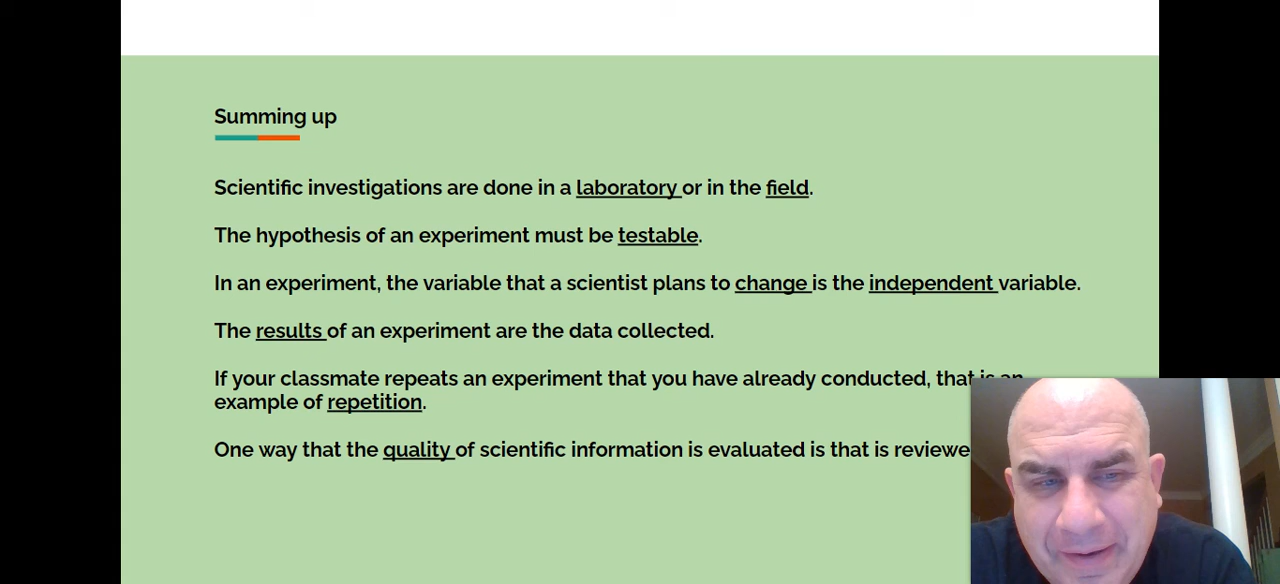 Summing up
Scientific investigations are done in a laboratory or in the field.
The hypothesis of an experiment must be testable.
In an experiment, the variable that a scientist plans to change is the independent variable.
The results of an experiment are the data collected.
If your classmate repeats an experiment that you have already conducted, that is an
example of repetition.
One way that the quality of scientific information is evaluated is that is